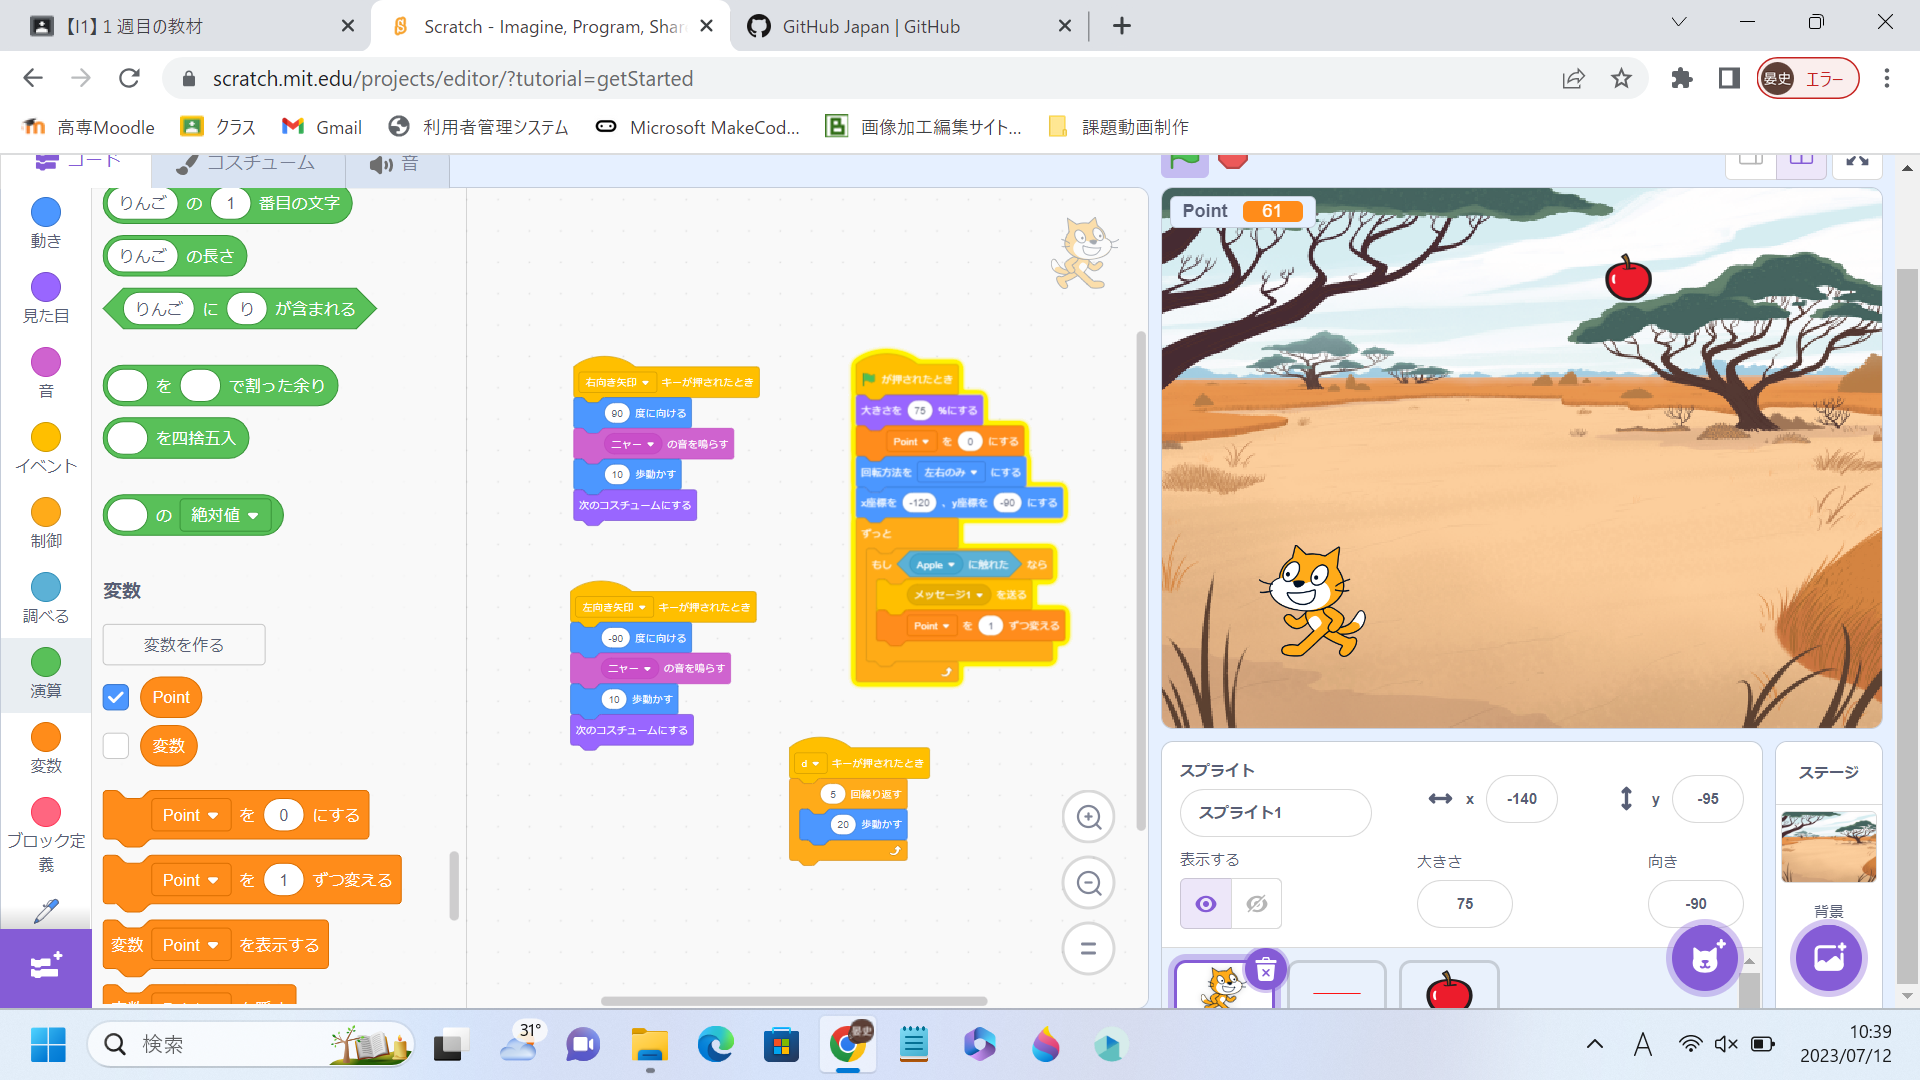 【I1】１週目の教材
Scratch - Imagine, Program, Shar
GitHub Japan | GitHub
scratch.mit.edu/projects/editor/?tutorial=getStarted
晏史
エラー
高専Moodle
クラス
Gmail
利用者管理システム
Microsoft MakeCod...
画像加工編集サイト...
課題動画制作
コード
コスチューム
音
動き
見た目
音
イベント
制御
調べる
演算
変数
ブロック定
義
りんご の 1 番目の文字
りんご の長さ
りんご に り が含まれる
を で割った余り
を四捨五入
の 絶対値
変数
変数を作る
Point
変数
Point を 0 にする
Point を 1 ずつ変える
変数 Point を表示する
右向き矢印 キーが押されたとき
90 度に向ける
ニャー の音を鳴らす
10 歩動かす
次のコスチュームにする
左向き矢印 キーが押されたとき
-90 度に向ける
ニャー の音を鳴らす
10 歩動かす
次のコスチュームにする
が押されたとき
大きさを 75 %にする
Point を 0 にする
回転方法を 左右のみ にする
x座標を -120 、y座標を -90 にする
ずっと
もし Apple に触れた なら
メッセージ1 を送る
Point を 1 ずつ変える
d キーが押されたとき
5 回繰り返す
20 歩動かす
Point 61
スプライト
スプライト1
x -140
y -95
表示する
大きさ
75
向き
-90
ステージ
背景
検索
31°
晏史
A
10:39
2023/07/12